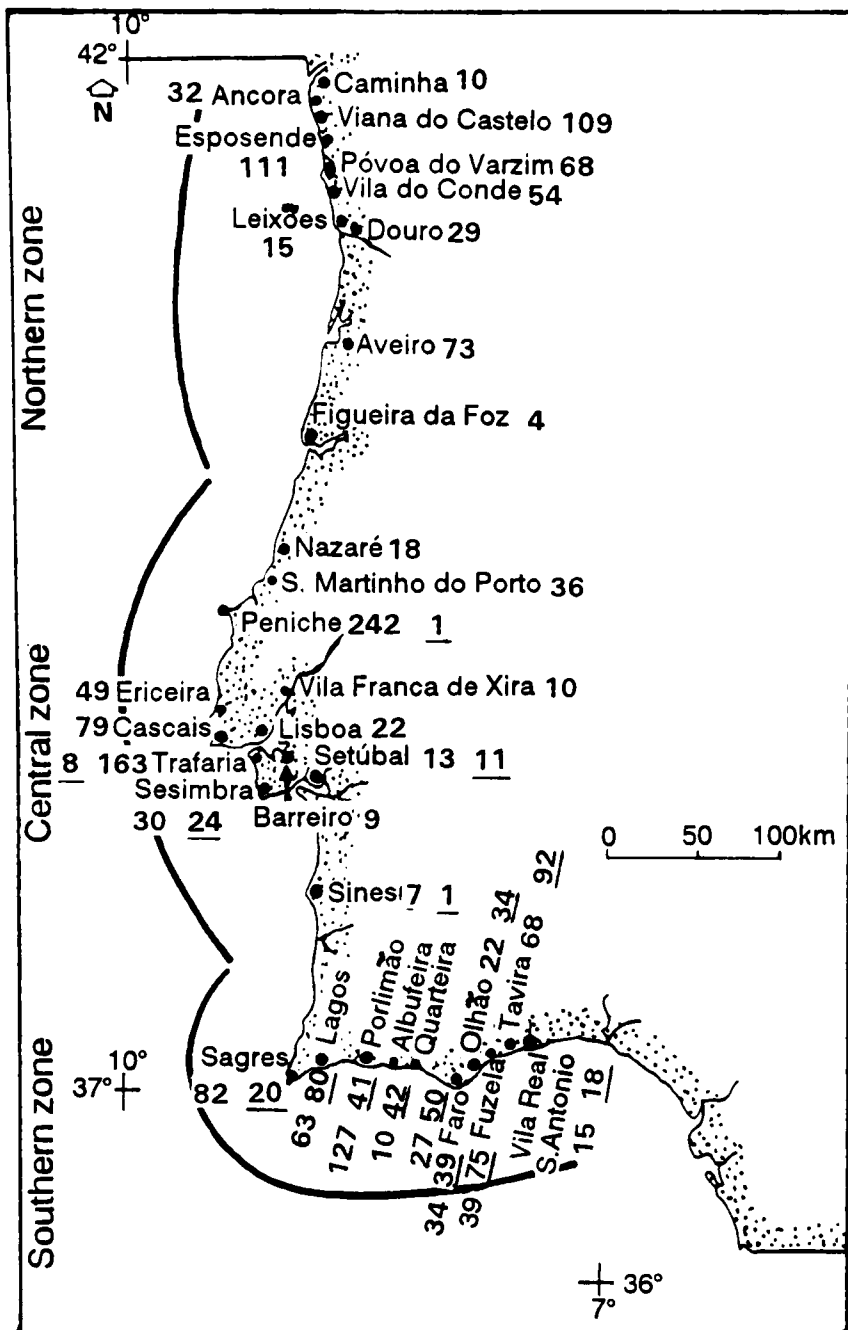 10°
42°
N
Caminha 10
32 Ancora
Viana do Castelo 109
Esposende
111
Póvoa do Varzim 68
Vila do Conde 54
Leixões
15
Douro 29
Northern zone
Aveiro 73
Figueira da Foz 4
Nazaré 18
S. Martinho do Porto 36
Peniche 242 1
Central zone
49 Ericeira
Vila Franca de Xira 10
79 Cascais
Lisboa 22
8 163 Trafaria
Setúbal 13 11
Sesimbra
30 24
Barreiro 9
0 50 100km
Sines 7 1
Southern zone
10°
37°
Sagres
82 20
Lagos
63 80
Porlimão
127 41
Albufeira
10 42
Quarteira
27 50
Faro
34 39
Olhão 22 34
Fuzela
39 75
Tavira 68 92
Vila Real
S.Antonio
15 18
36°
7°